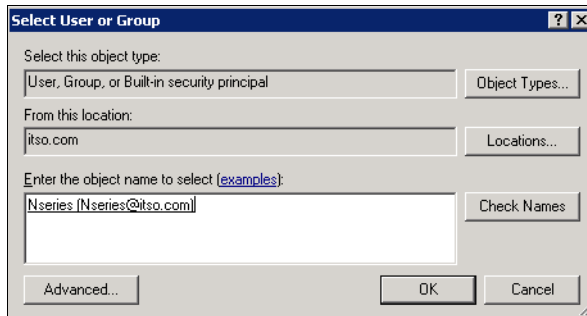 Select User or Group
? X
Select this object type:
User, Group, or Built-in security principal
Object Types...
From this location:
itso.com
Locations...
Enter the object name to select (examples):
Nseries (Nseries@itso.com)
Check Names
Advanced...
OK
Cancel